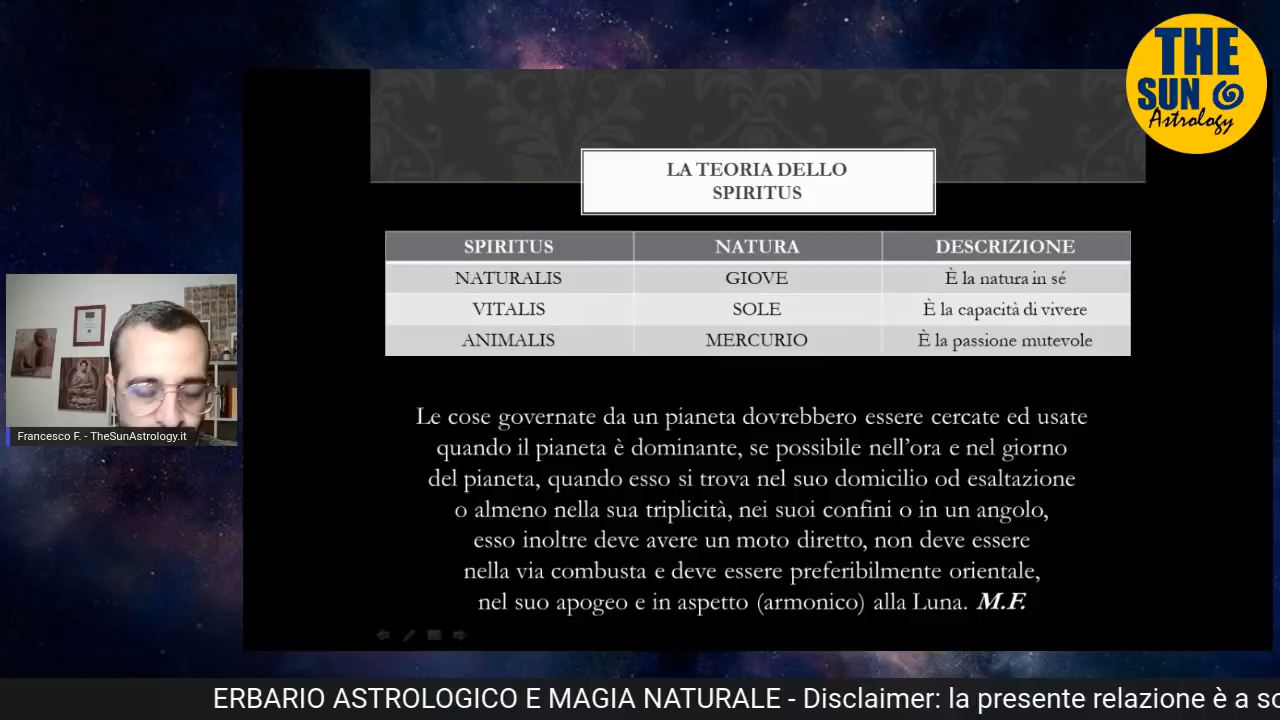 THE
SUN
Astrology
LA TEORIA DELLO
SPIRITUS
SPIRITUS NATURA DESCRIZIONE
NATURALIS GIOVE È la natura in sé
VITALIS SOLE È la capacità di vivere
ANIMALIS MERCURIO È la passione mutevole
Le cose governate da un pianeta dovrebbero essere cercate ed usate
quando il pianeta è dominante, se possibile nell'ora e nel giorno
del pianeta, quando esso si trova nel suo domicilio od esaltazione
o almeno nella sua triplicità, nei suoi confini o in un angolo,
esso inoltre deve avere un moto diretto, non deve essere
nella via combusta e deve essere preferibilmente orientale,
nel suo apogeo e in aspetto (armonico) alla Luna. M.F.
Francesco F. - TheSunAstrology.it
ERBARIO ASTROLOGICO E MAGIA NATURALE - Disclaimer: la presente relazione è a sc